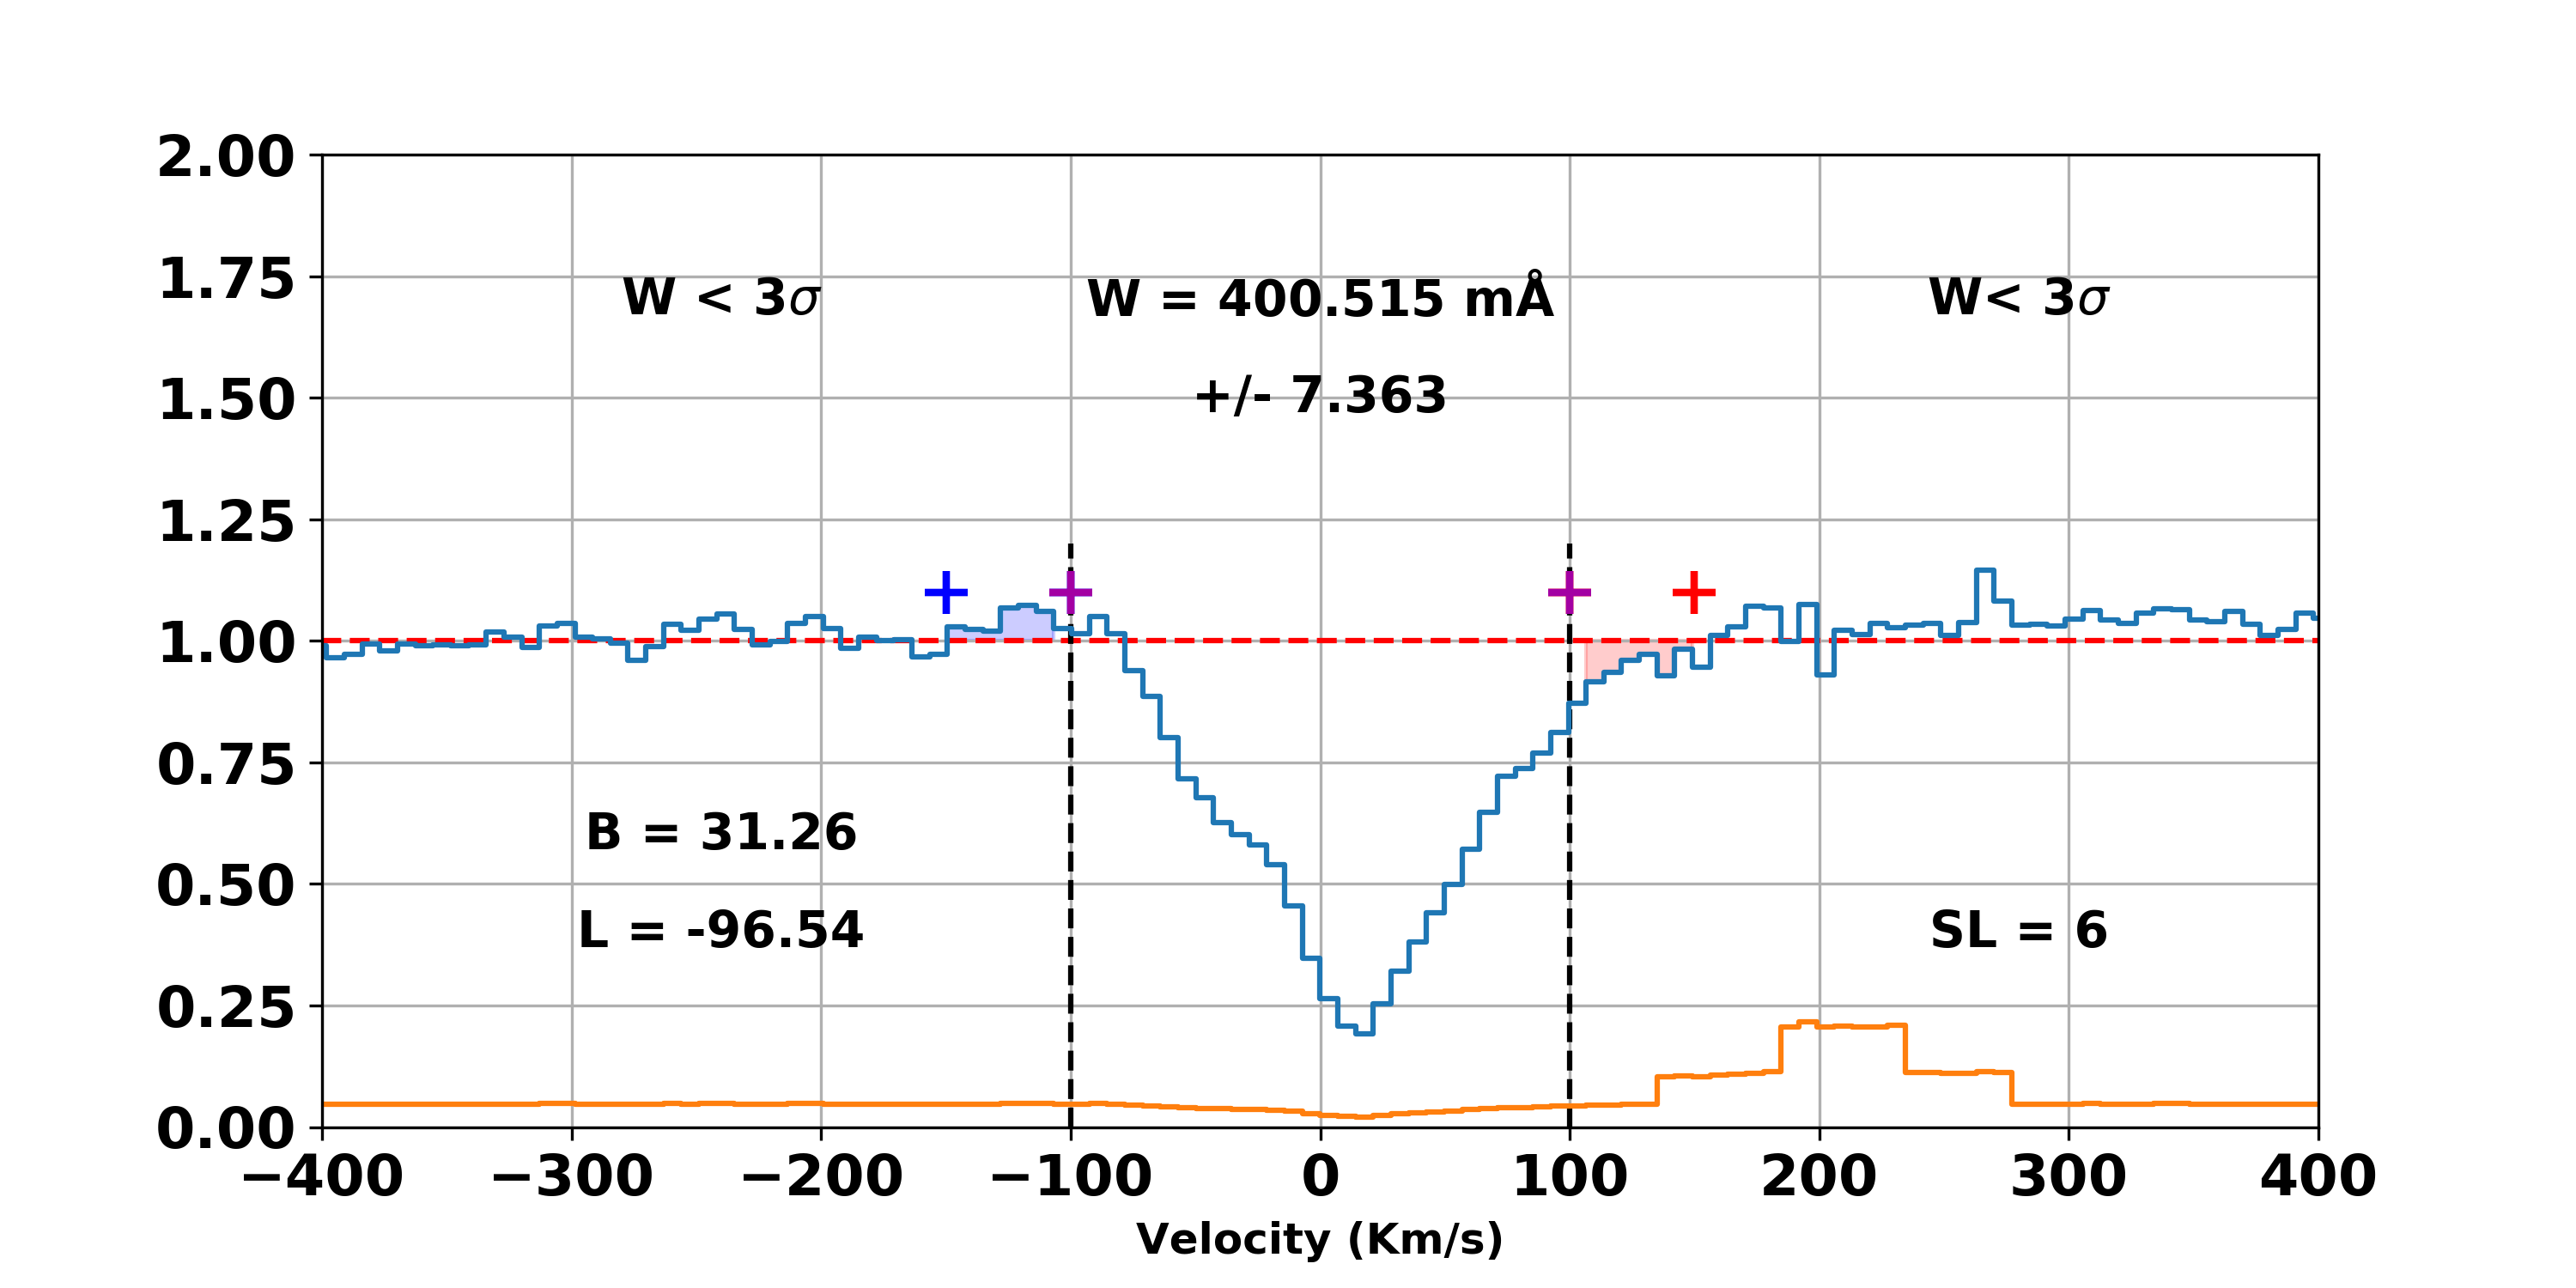 2.00
1.75
1.50
1.25
1.00
0.75
0.50
0.25
0.00
W < 3σ
W = 400.515 mÅ
+/- 7.363
W< 3σ
B = 31.26
L = -96.54
SL = 6
−400 −300 −200 −100 0 100 200 300 400
Velocity (Km/s)